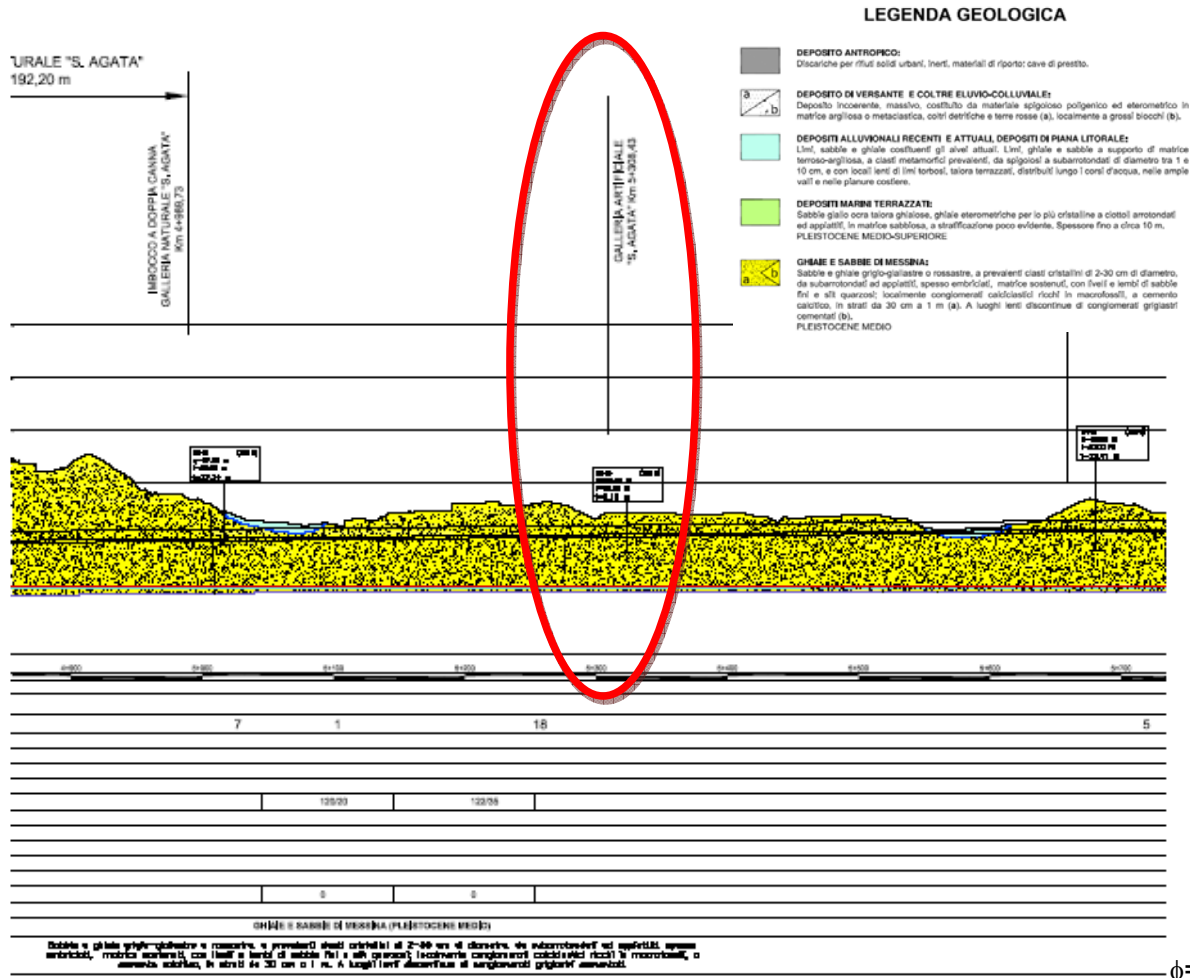 LEGENDA GEOLOGICA
DEPOSITO ANTROPICO:
Discariche per rifiuti solidi urbani, inerti, materiali di riporto; cave di prestito.
a
b
DEPOSITO DI VERSANTE E COLTRE ELUVIO-COLLUVIALE:
Deposito incoerente, massivo, costituito da materiale spigoloso poligenico ed eterometrico in
matrice argillosa o metaclastica, coltri detritiche e terre rosse (a), localmente a grossi blocchi (b).
DEPOSITI ALLUVIONALI RECENTI E ATTUALI, DEPOSITI DI PIANA LITORALE:
Limi, sabbie e ghiaie costituenti gli alvei attuali. Limi, ghiaie e sabbie a supporto di matrice
terroso-argillosa, a clasti metamorfici prevalenti, da spigolosi a subarrotondati di diametro tra 1 e
10 cm, e con locali lenti di limi torbosi, talora terrazzati, distribuiti lungo i corsi d'acqua, nelle ampie
valli e nelle pianure costiere.
DEPOSITI MARINI TERRAZZATI:
Sabbie giallo ocra talora ghiaiose, ghiaie eterometriche per lo più cristalline a ciottoli arrotondati
ed appiattiti, in matrice sabbiosa, a stratificazione poco evidente. Spessore fino a circa 10 m.
PLEISTOCENE MEDIO-SUPERIORE
a
b
GHIAIE E SABBIE DI MESSINA:
Sabbie e ghiaie grigio-giallastre o rossastre, a prevalenti clasti cristallini di 2-30 cm di diametro,
da subarrotondati ad appiattiti, spesso embriciati, matrice sostenuti, con livelli e lembi di sabbie
fini e silt quarzosi; localmente conglomerati calciclastici ricchi in macrofossili, a cemento
calcitico, in strati da 30 cm a 1 m (a). A luoghi lenti discontinue di conglomerati grigiastri
cementati (b).
PLEISTOCENE MEDIO
'URALE "S. AGATA"
192,20 m
IMBOCCO A DOPPIA CANNA
GALLERIA NATURALE "S. AGATA"
GALLERIA ARTIFICIALE
"S. AGATA" Km 5+308,43
7 1 18 5
0 0
GHIAIE E SABBIE DI MESSINA (PLEISTOCENE MEDIO)